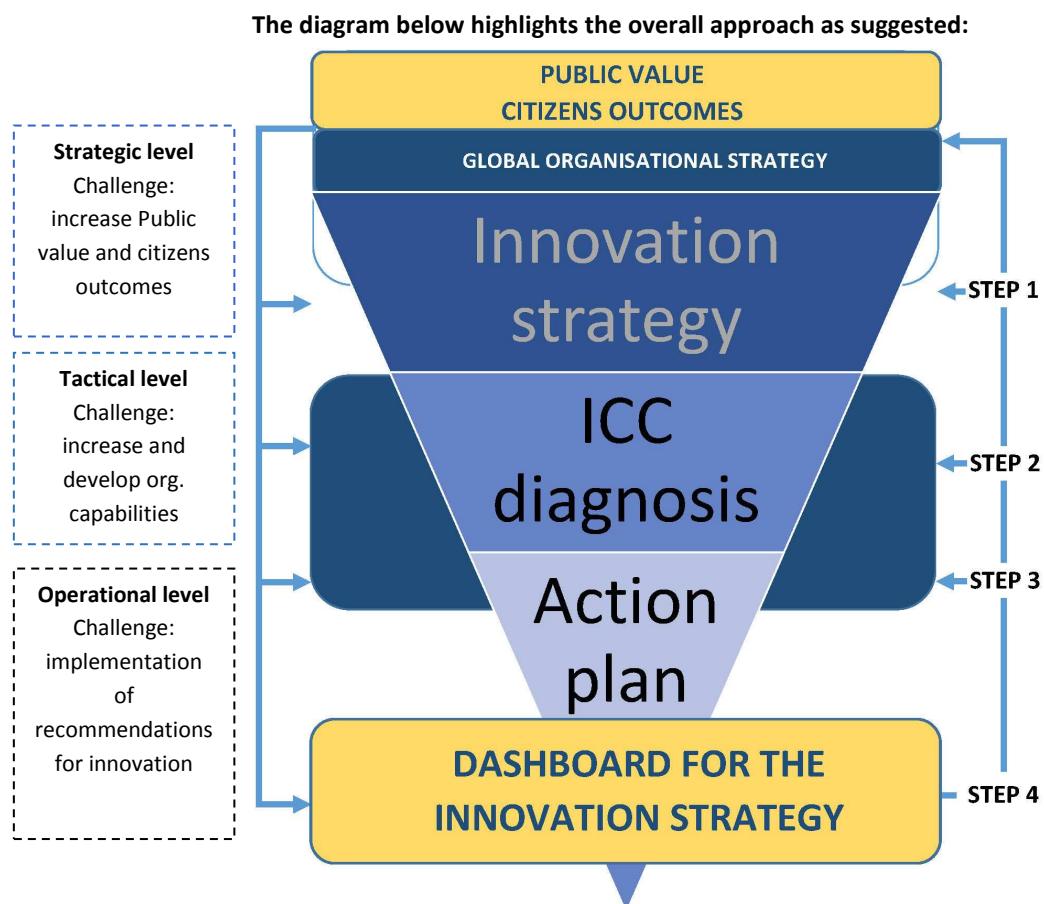 The diagram below highlights the overall approach as suggested:
PUBLIC VALUE
CITIZENS OUTCOMES
GLOBAL ORGANISATIONAL STRATEGY
Strategic level
Challenge:
increase Public
value and citizens
outcomes
Innovation
strategy
STEP 1
Tactical level
Challenge:
increase and
develop org.
capabilities
ICC
diagnosis
STEP 2
Operational level
Challenge:
implementation
of
recommendations
for innovation
Action
plan
STEP 3
DASHBOARD FOR THE
INNOVATION STRATEGY
STEP 4